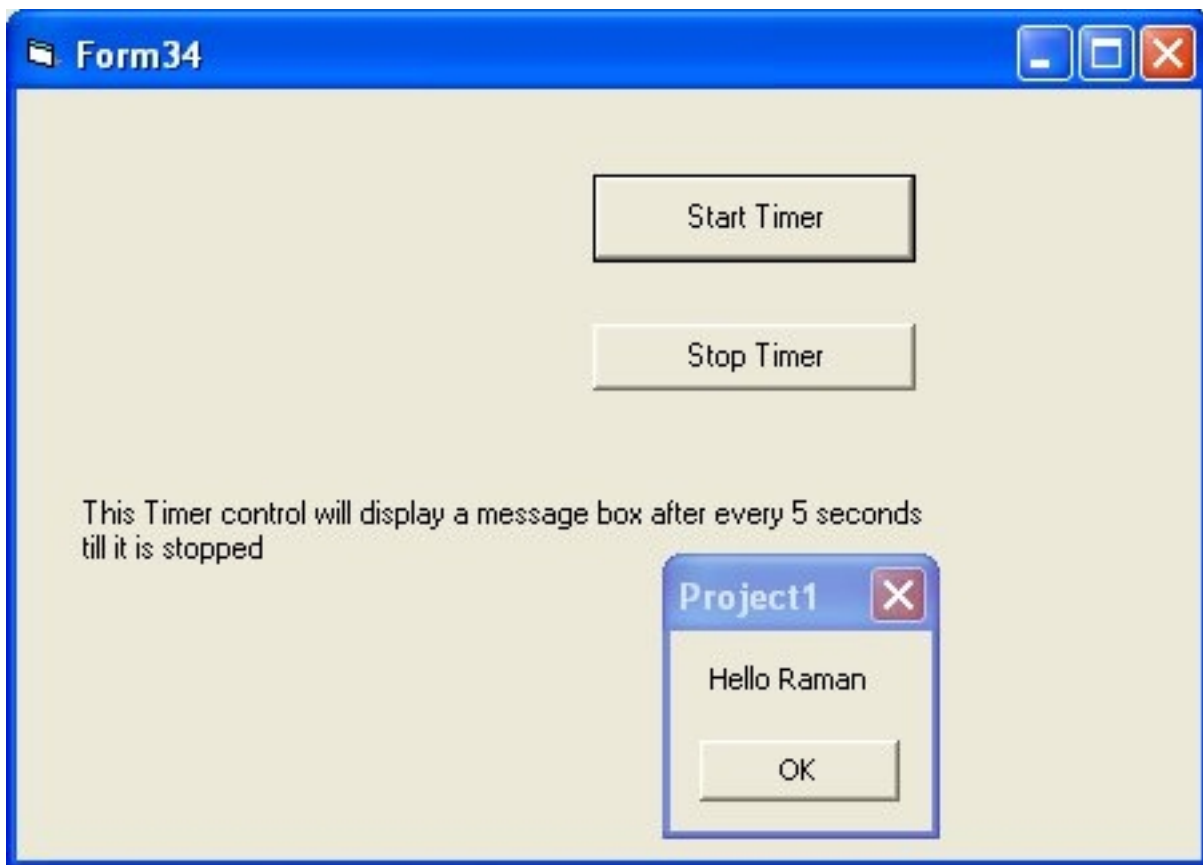 Form34
Start Timer
Stop Timer
This Timer control will display a message box after every 5 seconds
till it is stopped
Project1
Hello Raman
OK